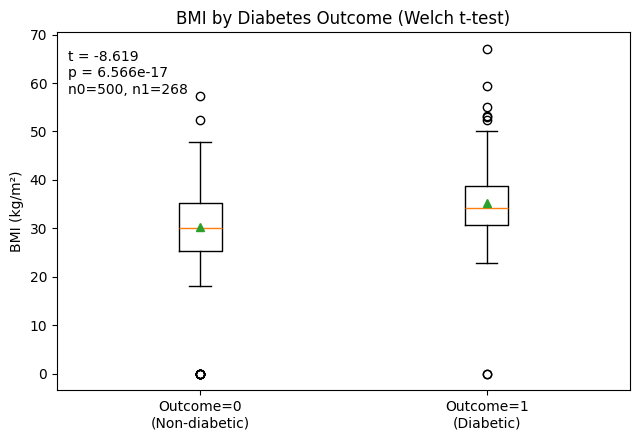 BMI by Diabetes Outcome (Welch t-test)
t = -8.619
p = 6.566e-17
n0=500, n1=268
BMI (kg/m²)
70
60
50
40
30
20
10
0
Outcome=0
(Non-diabetic)
Outcome=1
(Diabetic)